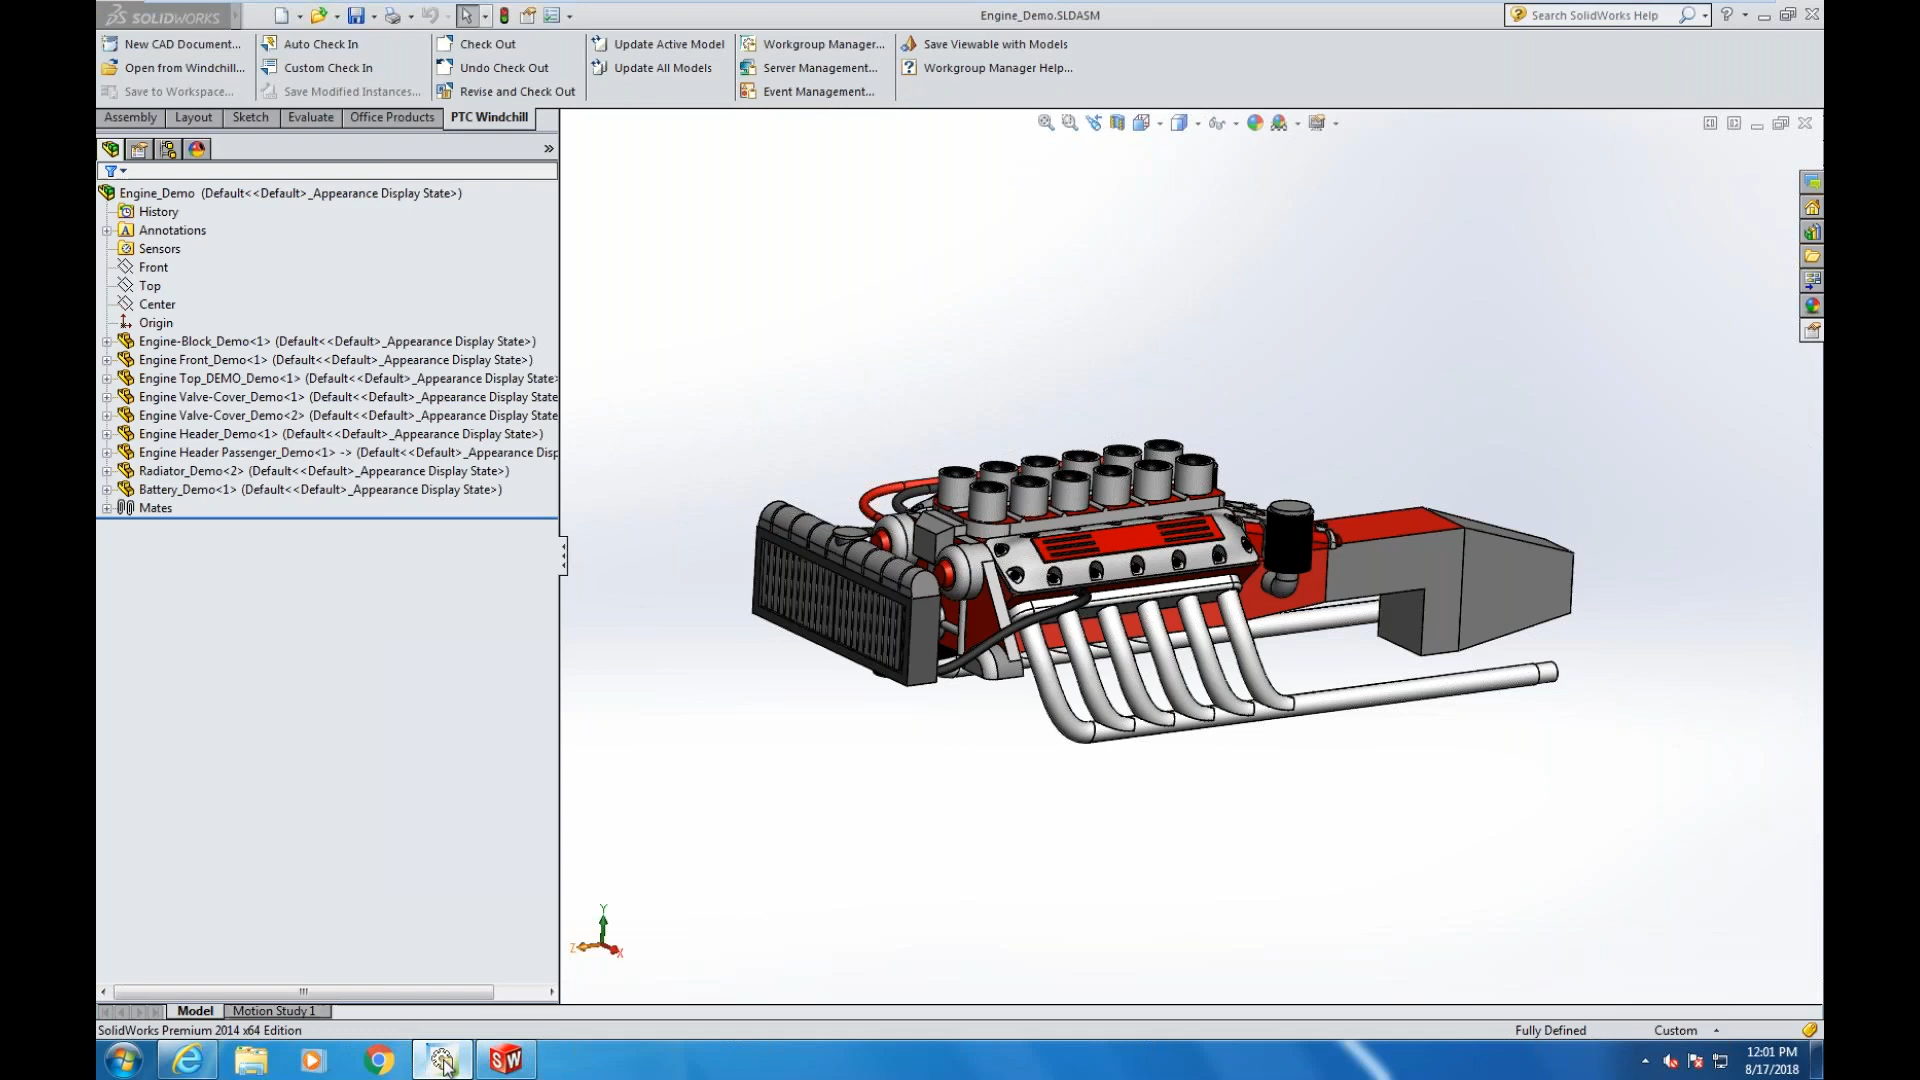 SOLIDWORKS
Engine_Demo.SLDASM
Search SolidWorks Help
New CAD Document...
Auto Check In
Check Out
Update Active Model
Workgroup Manager...
Save Viewable with Models
Open from Windchill...
Custom Check In
Undo Check Out
Update All Models
Server Management...
Workgroup Manager Help...
Save to Workspace...
Save Modified Instances...
Revise and Check Out
Event Management...
Assembly
Layout
Sketch
Evaluate
Office Products
PTC Windchill
Engine_Demo (Default<<Default>_Appearance Display State>)
History
Annotations
Sensors
Front
Top
Center
Origin
Engine-Block_Demo<1> (Default<<Default>_Appearance Display State>)
Engine Front_Demo<1> (Default<<Default>_Appearance Display State>)
Engine Top_DEMO_Demo<1> (Default<<Default>_Appearance Display State>
Engine Valve-Cover_Demo<1> (Default<<Default>_Appearance Display State
Engine Valve-Cover_Demo<2> (Default<<Default>_Appearance Display State
Engine Header_Demo<1> (Default<<Default>_Appearance Display State>)
Engine Header Passenger_Demo<1> -> (Default<<Default>_Appearance Disp
Radiator_Demo<2> (Default<<Default>_Appearance Display State>)
Battery_Demo<1> (Default<<Default>_Appearance Display State>)
Mates
Y
Z
X
Model
Motion Study 1
SolidWorks Premium 2014 x64 Edition
Fully Defined
Custom
SW
12:01 PM
8/17/2018